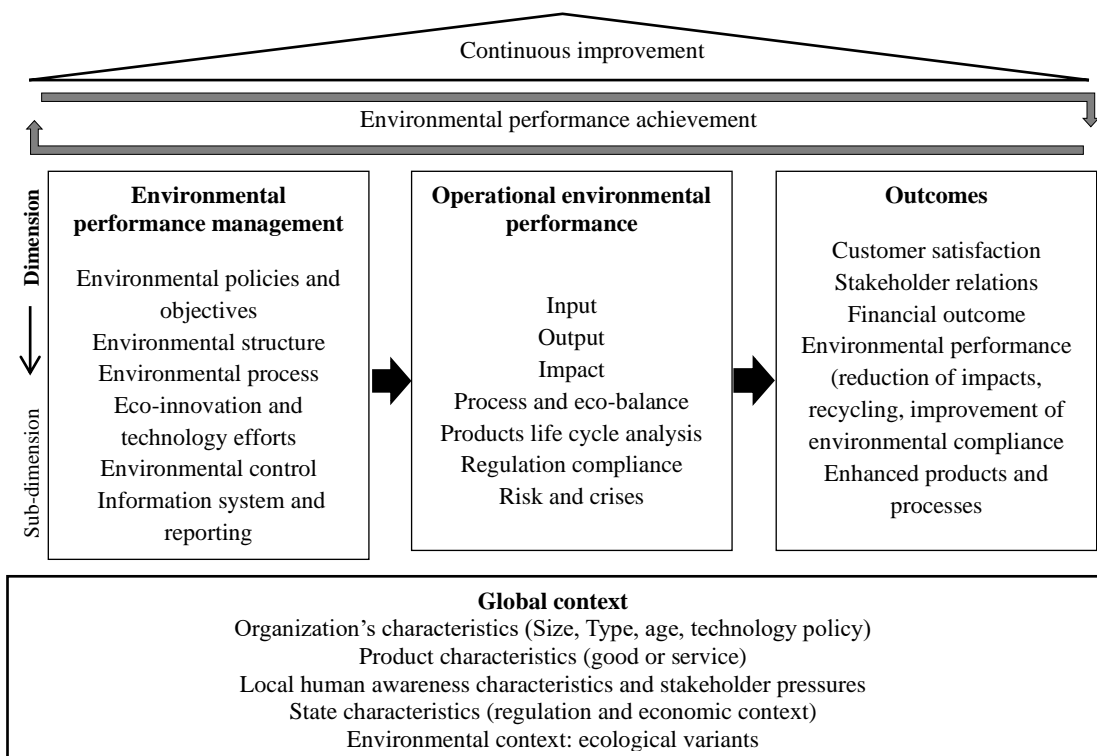 Continuous improvement
Environmental performance achievement
Dimension
Sub-dimension
Environmental
performance management
Environmental policies and
objectives
Environmental structure
Environmental process
Eco-innovation and
technology efforts
Environmental control
Information system and
reporting
Operational environmental
performance
Input
Output
Impact
Process and eco-balance
Products life cycle analysis
Regulation compliance
Risk and crises
Outcomes
Customer satisfaction
Stakeholder relations
Financial outcome
Environmental performance
(reduction of impacts,
recycling, improvement of
environmental compliance
Enhanced products and
processes
Global context
Organization’s characteristics (Size, Type, age, technology policy)
Product characteristics (good or service)
Local human awareness characteristics and stakeholder pressures
State characteristics (regulation and economic context)
Environmental context: ecological variants